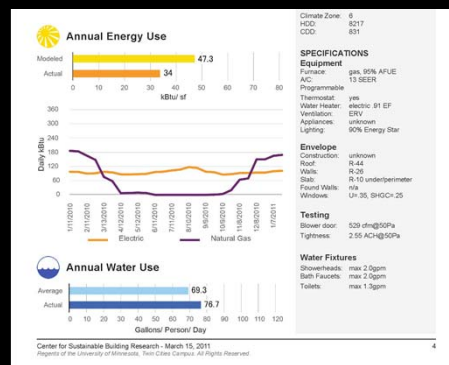 Annual Energy Use
Modeled 47.3
Actual 34
0 10 20 30 40 50 60 70 80
kBtu/ sf
Daily kBtu
360
300
240
180
120
60
0
1/11/2010 2/11/2010 3/13/2010 4/12/2010 5/12/2010 6/11/2010 7/11/2010 8/10/2010 9/9/2010 10/9/2010 11/8/2010 12/8/2010 1/7/2011
Electric Natural Gas
Annual Water Use
Average 69.3
Actual 76.7
0 10 20 30 40 50 60 70 80 90 100 110 120
Gallons/ Person/ Day
Climate Zone: 6
HDD: 8217
CDD: 831
SPECIFICATIONS
Equipment
Furnace: gas, 95% AFUE
A/C: 13 SEER
Programmable
Thermostat: yes
Water Heater: electric .91 EF
Ventilation: ERV
Appliances: unknown
Lighting: 90% Energy Star
Envelope
Construction: unknown
Roof: R-44
Walls: R-26
Slab: R-10 under/perimeter
Found Walls: n/a
Windows: U=.35, SHGC=.25
Testing
Blower door: 529 cfm@50Pa
Tightness: 2.55 ACH@50Pa
Water Fixtures
Showerheads: max 2.0gpm
Bath Faucets: max 2.0gpm
Toilets: max 1.3gpm
Center for Sustainable Building Research - March 15, 2011 4
Regents of the University of Minnesota, Twin Cities Campus. All Rights Reserved